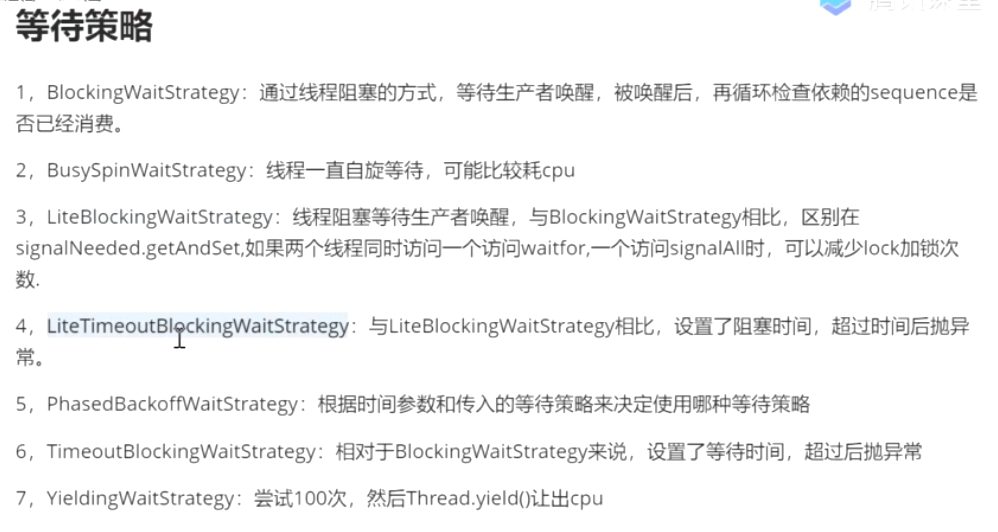 等待策略
1，BlockingWaitStrategy：通过线程阻塞的方式，等待生产者唤醒，被唤醒后，再循环检查依赖的sequence是
否已经消费。
2，BusySpinWaitStrategy：线程一直自旋等待，可能比较耗cpu
3，LiteBlockingWaitStrategy：线程阻塞等待生产者唤醒，与BlockingWaitStrategy相比，区别在
signalNeeded.getAndSet,如果两个线程同时访问一个访问waitfor,一个访问signalAll时，可以减少lock加锁次
数.
4，LiteTimeoutBlockingWaitStrategy：与LiteBlockingWaitStrategy相比，设置了阻塞时间，超过时间后抛异
常。
5，PhasedBackoffWaitStrategy：根据时间参数和传入的等待策略来决定使用哪种等待策略
6，TimeoutBlockingWaitStrategy：相对于BlockingWaitStrategy来说，设置了等待时间，超过后抛异常
7，YieldingWaitStrategy：尝试100次，然后Thread.yield()让出cpu